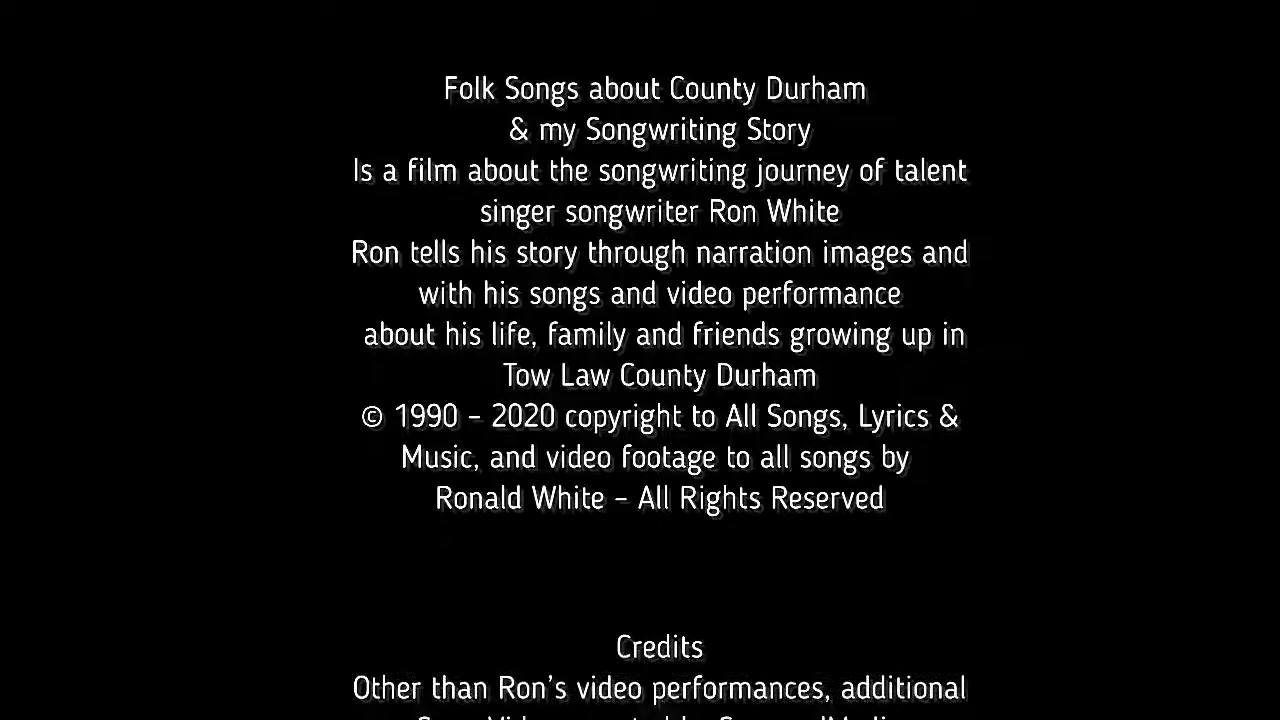 Folk Songs about County Durham
& my Songwriting Story
Is a film about the songwriting journey of talent
singer songwriter Ron White
Ron tells his story through narration images and
with his songs and video performance
about his life, family and friends growing up in
Tow Law County Durham
© 1990 – 2020 copyright to All Songs, Lyrics &
Music, and video footage to all songs by
Ronald White – All Rights Reserved
Credits
Other than Ron's video performances, additional